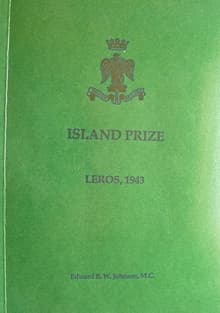 ISLAND PRIZE
LEROS, 1943
Edward B. W. Johnson, M.C.